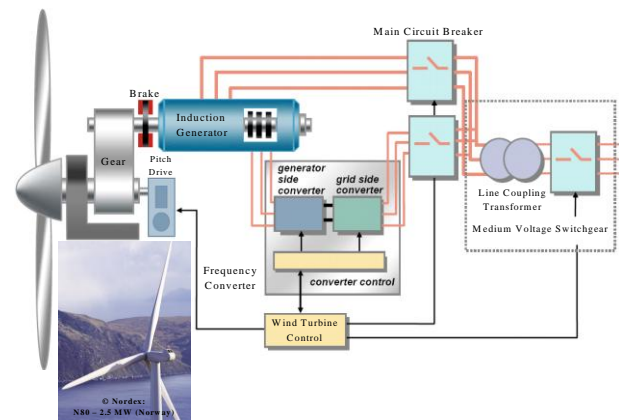 Main Circuit Breaker
Brake
Induction
Generator
Gear
Pitch
Drive
generator
side
converter
grid side
converter
Line Coupling
Transformer
Medium Voltage Switchgear
Frequency
Converter
converter control
Wind Turbine
Control
© Nordex:
N80 – 2.5 MW (Norway)